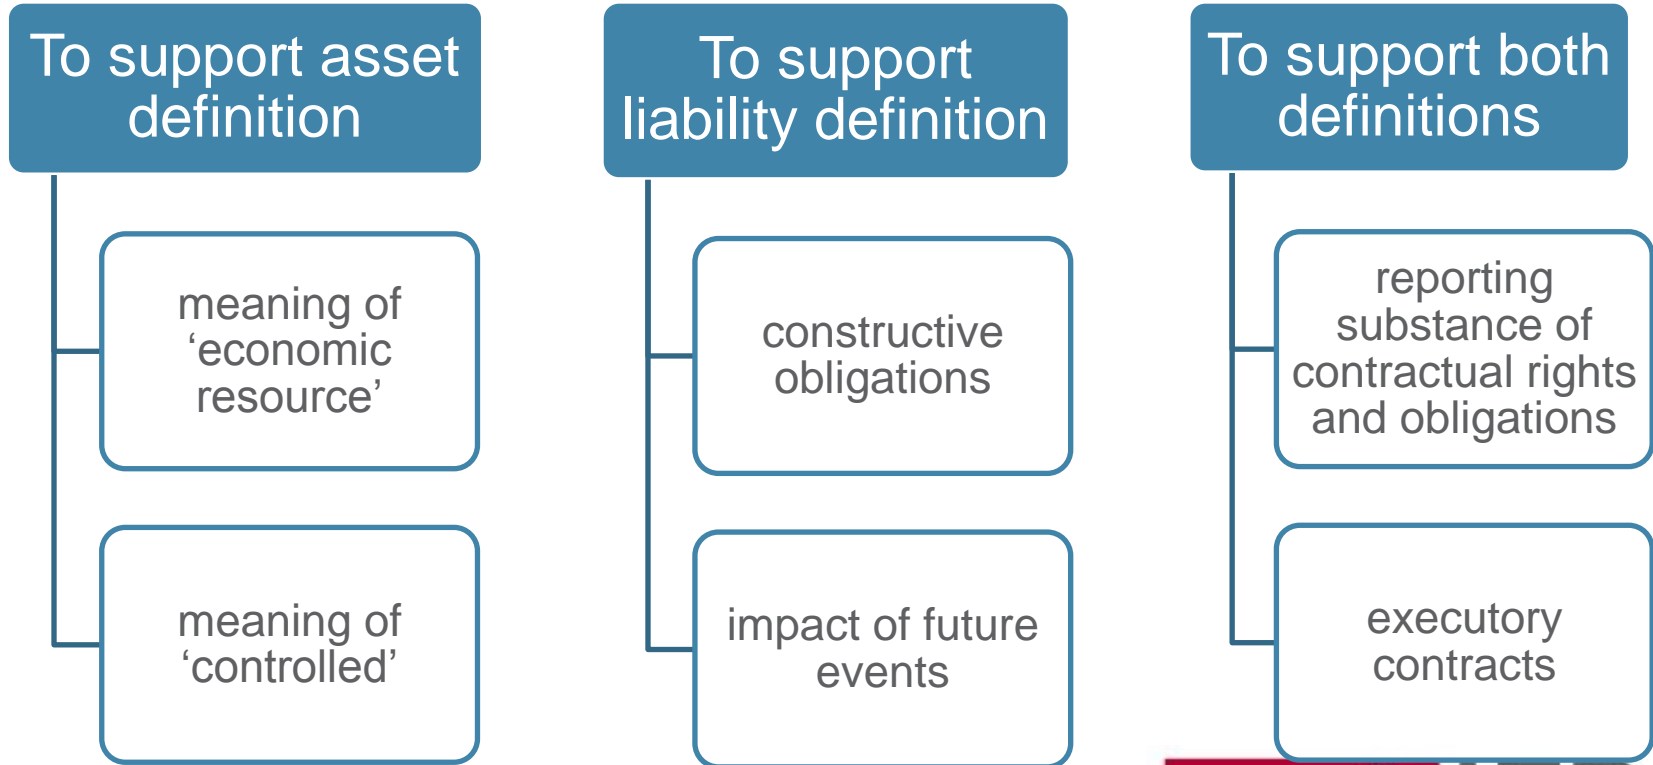 To support asset
definition
meaning of
‘economic
resource’
meaning of
‘controlled’
To support
liability definition
constructive
obligations
impact of future
events
To support both
definitions
reporting
substance of
contractual rights
and obligations
executory
contracts